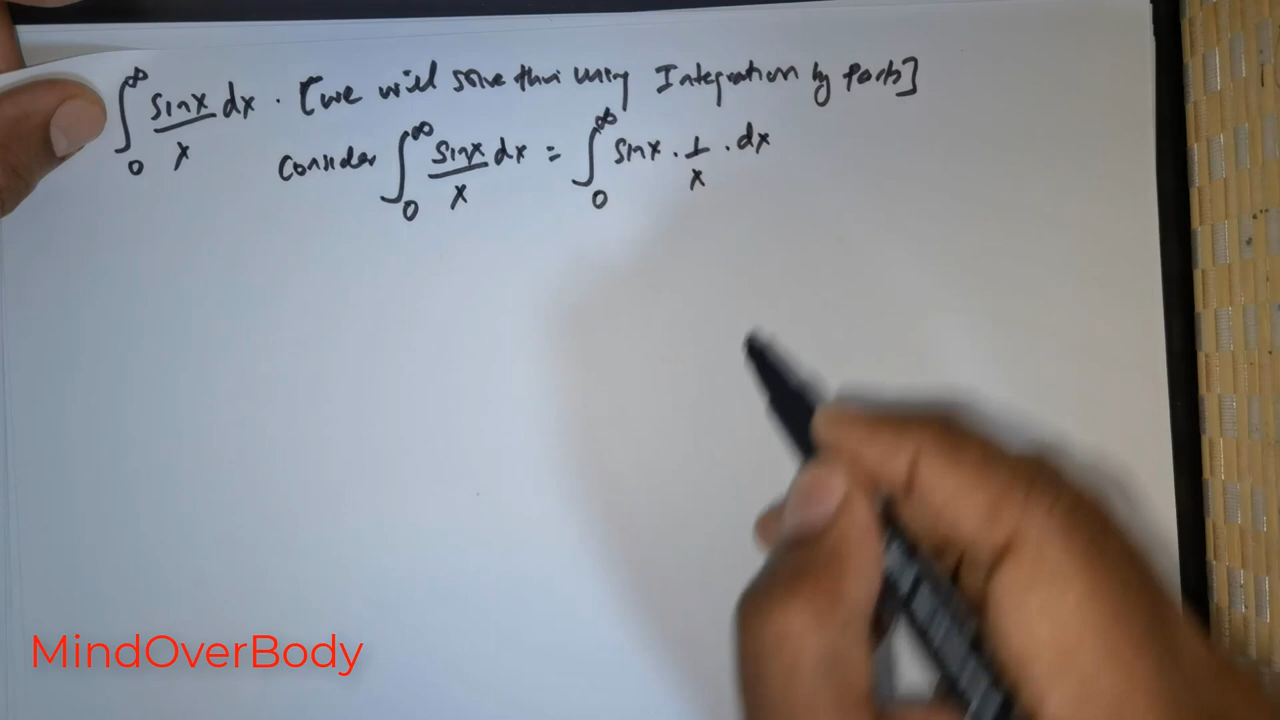 ∫₀^∞ sinx/x dx . [we will solve this using Integration by parts]
Consider ∫₀^∞ sinx/x dx = ∫₀^∞ sinx . 1/x . dx
MindOverBody